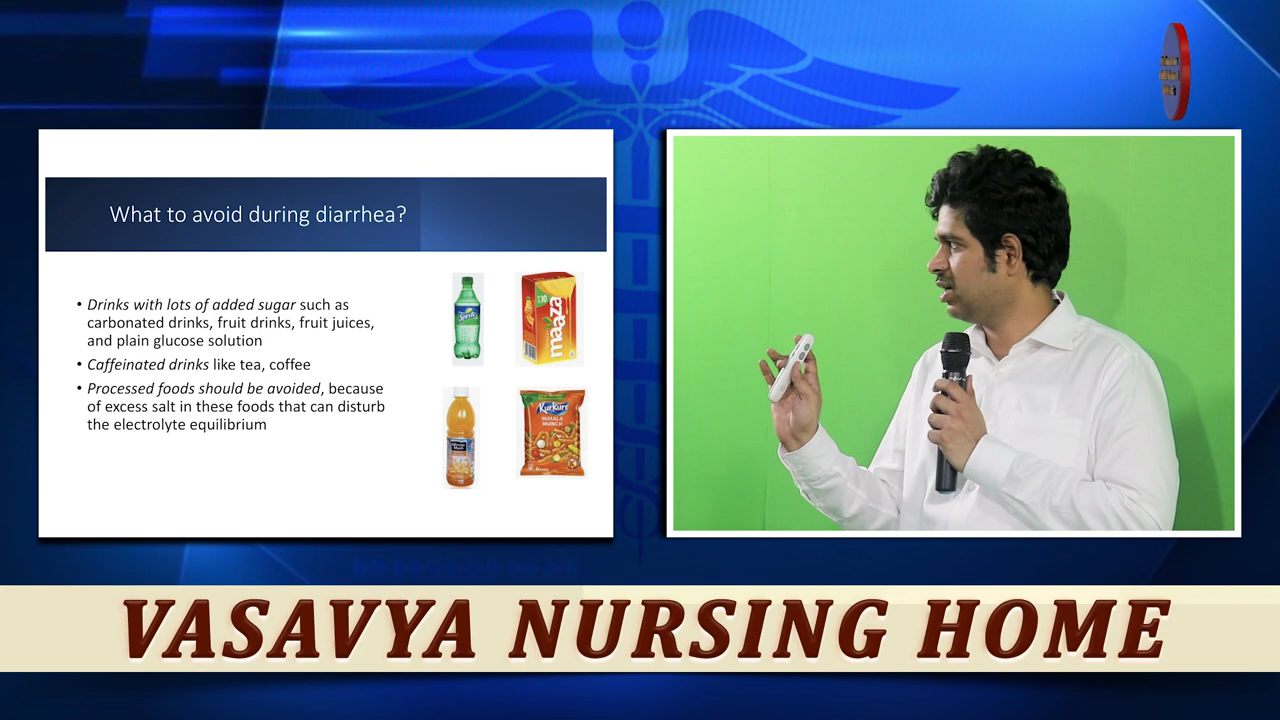 What to avoid during diarrhea?
• Drinks with lots of added sugar such as
carbonated drinks, fruit drinks, fruit juices,
and plain glucose solution
• Caffeinated drinks like tea, coffee
• Processed foods should be avoided, because
of excess salt in these foods that can disturb
the electrolyte equilibrium
Sprite
maaza
KurKure
MASALA
MUNCH
VASAVYA NURSING HOME